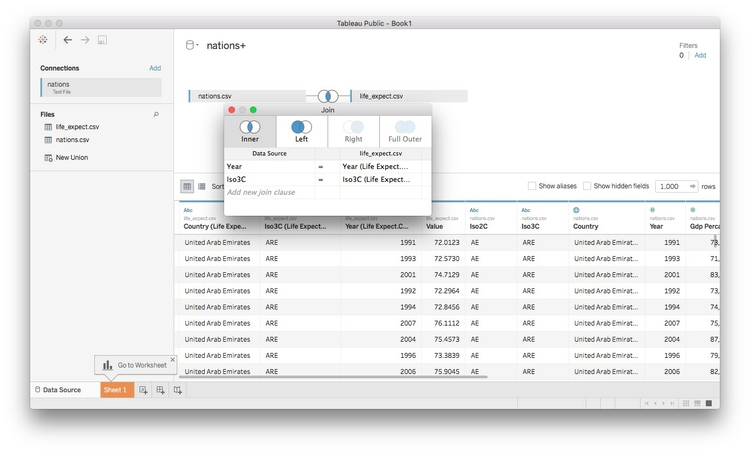 Tableau Public - Book1
Connections Add
nations
Text File
Files
life_expect.csv
nations.csv
New Union
nations+
Filters
0 Add
nations.csv life_expect.csv
Join
Inner Left Right Full Outer
Data Source life_expect.csv
Year = Year (Life Expect....
Iso3C = Iso3C (Life Expect...
Add new join clause
Sort
Show aliases Show hidden fields 1,000 rows
Abc Abc Abc
life_expect.csv life_expect.csv life_expect.csv life_expect.csv nations.csv nations.csv nations.csv nations.csv nations.csv
Country (Life Expe... Iso3C (Life Expect... Year (Life Expect.C... Value Iso2C Iso3C Country Year Gdp Perca
United Arab Emirates ARE 1991 72.0123 AE ARE United Arab Emirat... 1991 73,
United Arab Emirates ARE 1993 72.5730 AE ARE United Arab Emirat... 1993 71,
United Arab Emirates ARE 2001 74.7129 AE ARE United Arab Emirat... 2001 83,
United Arab Emirates ARE 1992 72.2964 AE ARE United Arab Emirat... 1992 73,
United Arab Emirates ARE 1994 72.8456 AE ARE United Arab Emirat... 1994 74,
United Arab Emirates ARE 2007 76.1112 AE ARE United Arab Emirat... 2007 75,
United Arab Emirates ARE 2004 75.4573 AE ARE United Arab Emirat... 2004 87,
United Arab Emirates ARE 1996 73.3839 AE ARE United Arab Emirat... 1996 79,
United Arab Emirates ARE 2006 75.9045 AE ARE United Arab Emirat... 2006 82,
Go to Worksheet
Data Source Sheet 1